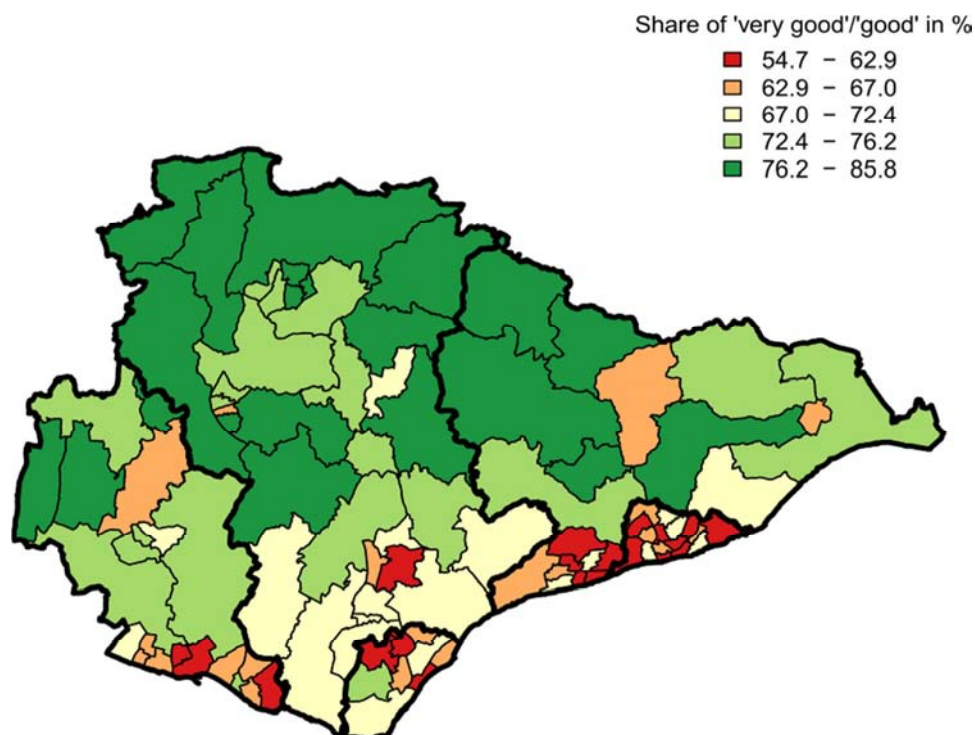 Share of 'very good'/'good' in %
54.7 – 62.9
62.9 – 67.0
67.0 – 72.4
72.4 – 76.2
76.2 – 85.8